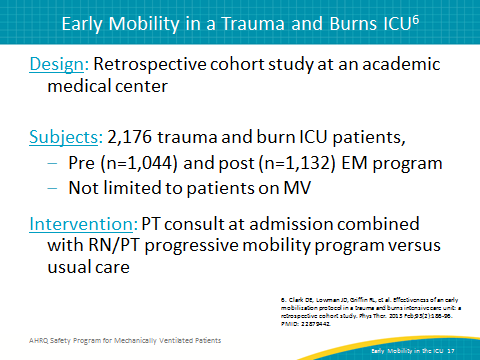 Early Mobility in a Trauma and Burns ICU6
Design: Retrospective cohort study at an academic
medical center
Subjects: 2,176 trauma and burn ICU patients,
– Pre (n=1,044) and post (n=1,132) EM program
– Not limited to patients on MV
Intervention: PT consult at admission combined
with RN/PT progressive mobility program versus
usual care
6. Clark DE, Lowman JD, Griffin RL, et al. Effectiveness of an early
mobilization protocol in a trauma and burns intensive care unit: a
retrospective cohort study. Phys Ther. 2013 Feb;93(2):186-96.
PMID: 22879442.
AHRQ Safety Program for Mechanically Ventilated Patients
Early Mobility in the ICU 17